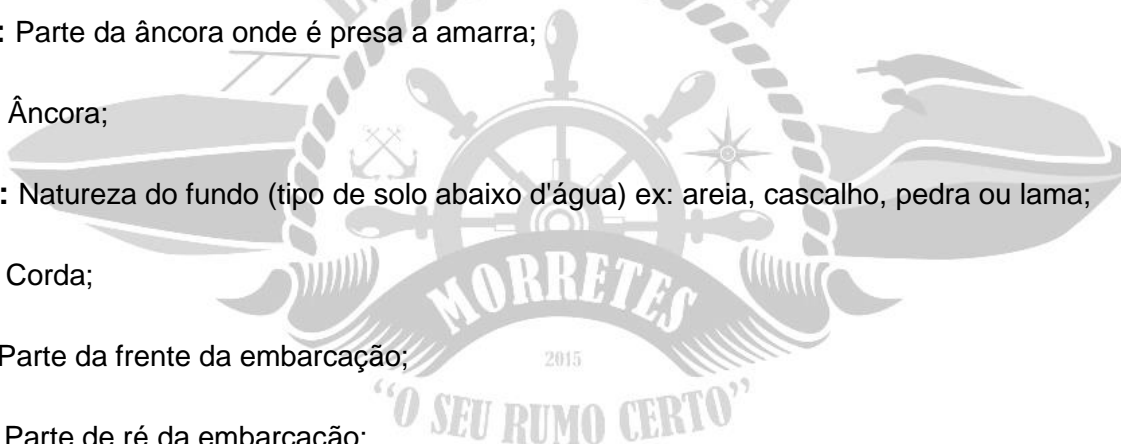 : Parte da âncora onde é presa a amarra;
Âncora;
: Natureza do fundo (tipo de solo abaixo d'água) ex: areia, cascalho, pedra ou lama;
Corda;
MORRETES
Parte da frente da embarcação;
2015
“O SEU RUMO CERTO”
Parte de ré da embarcação;